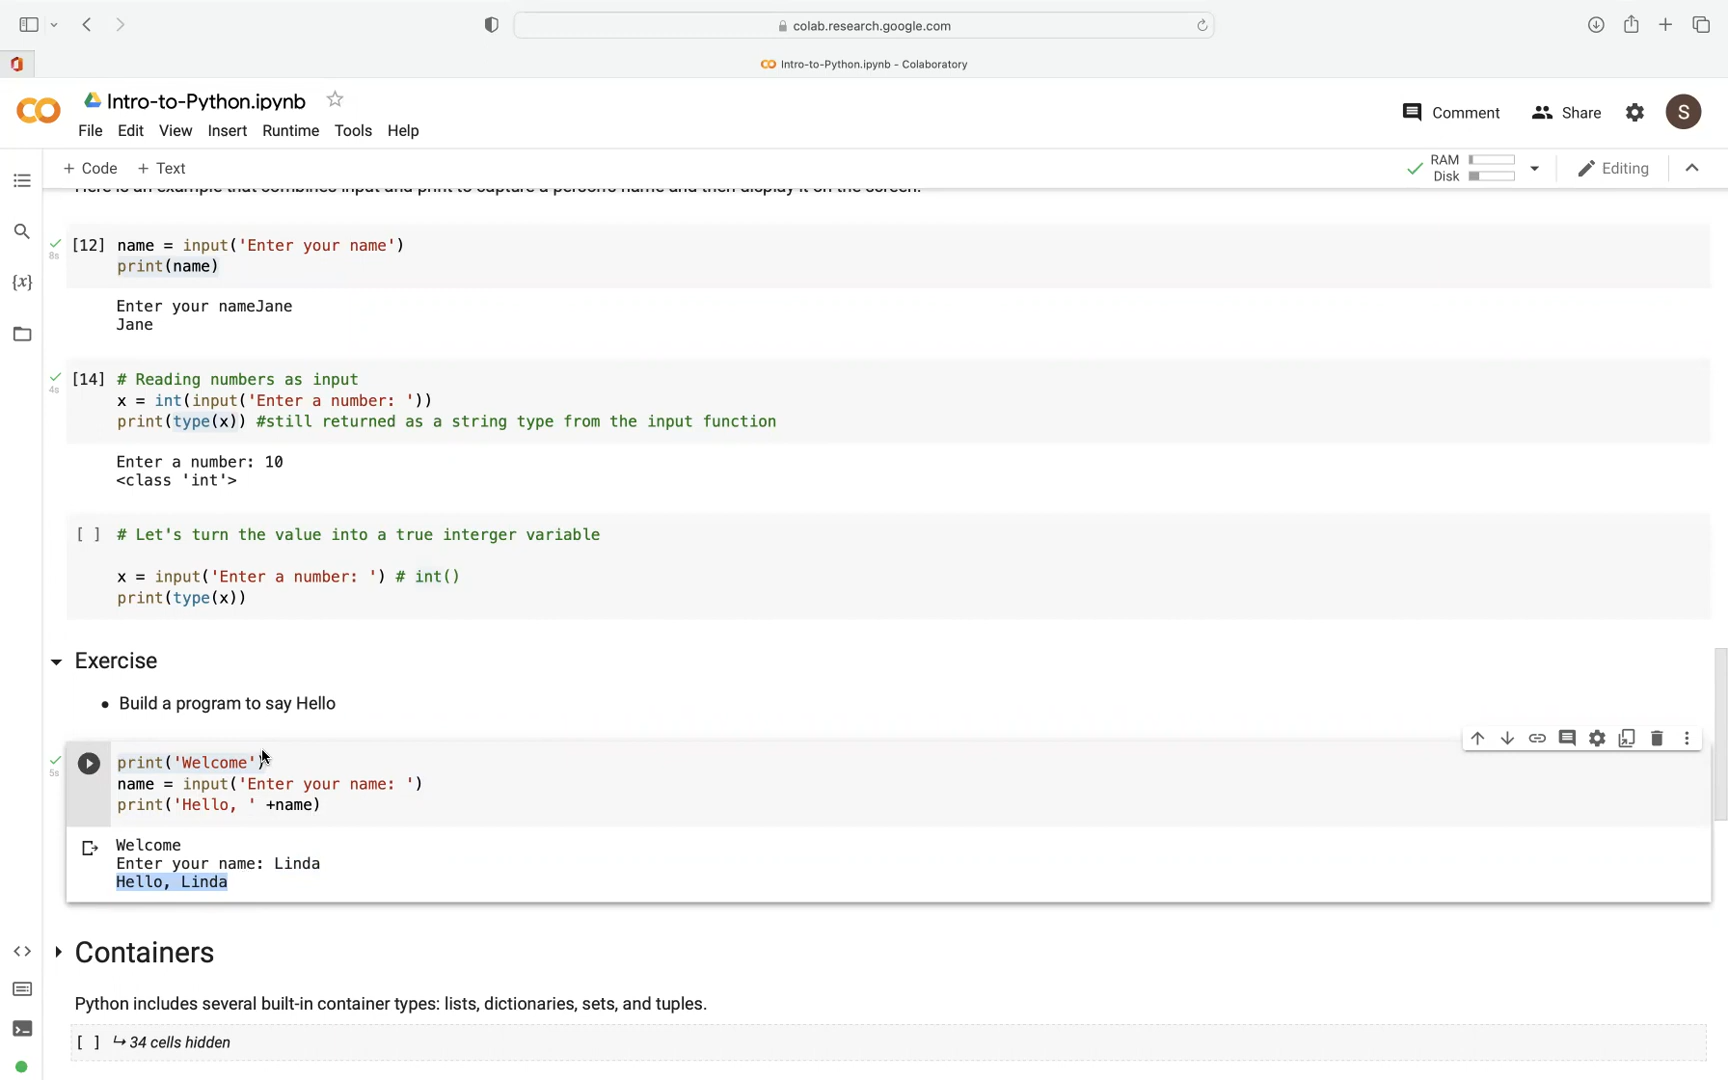 colab.research.google.com
Intro-to-Python.ipynb - Colaboratory
Intro-to-Python.ipynb
Comment
Share
S
File Edit View Insert Runtime Tools Help
+ Code + Text
RAM
Disk
Editing
Here is an example that combines input and print to capture a person's name and then display it on the screen.
[12] name = input('Enter your name')
8s
print(name)
Enter your nameJane
Jane
[14] # Reading numbers as input
4s
x = int(input('Enter a number: '))
print(type(x)) #still returned as a string type from the input function
Enter a number: 10
<class 'int'>
[ ] # Let's turn the value into a true interger variable
x = input('Enter a number: ') # int()
print(type(x))
Exercise
• Build a program to say Hello
print('Welcome')
5s
name = input('Enter your name: ')
print('Hello, ' +name)
Welcome
Enter your name: Linda
Hello, Linda
Containers
Python includes several built-in container types: lists, dictionaries, sets, and tuples.
[ ] ↳ 34 cells hidden